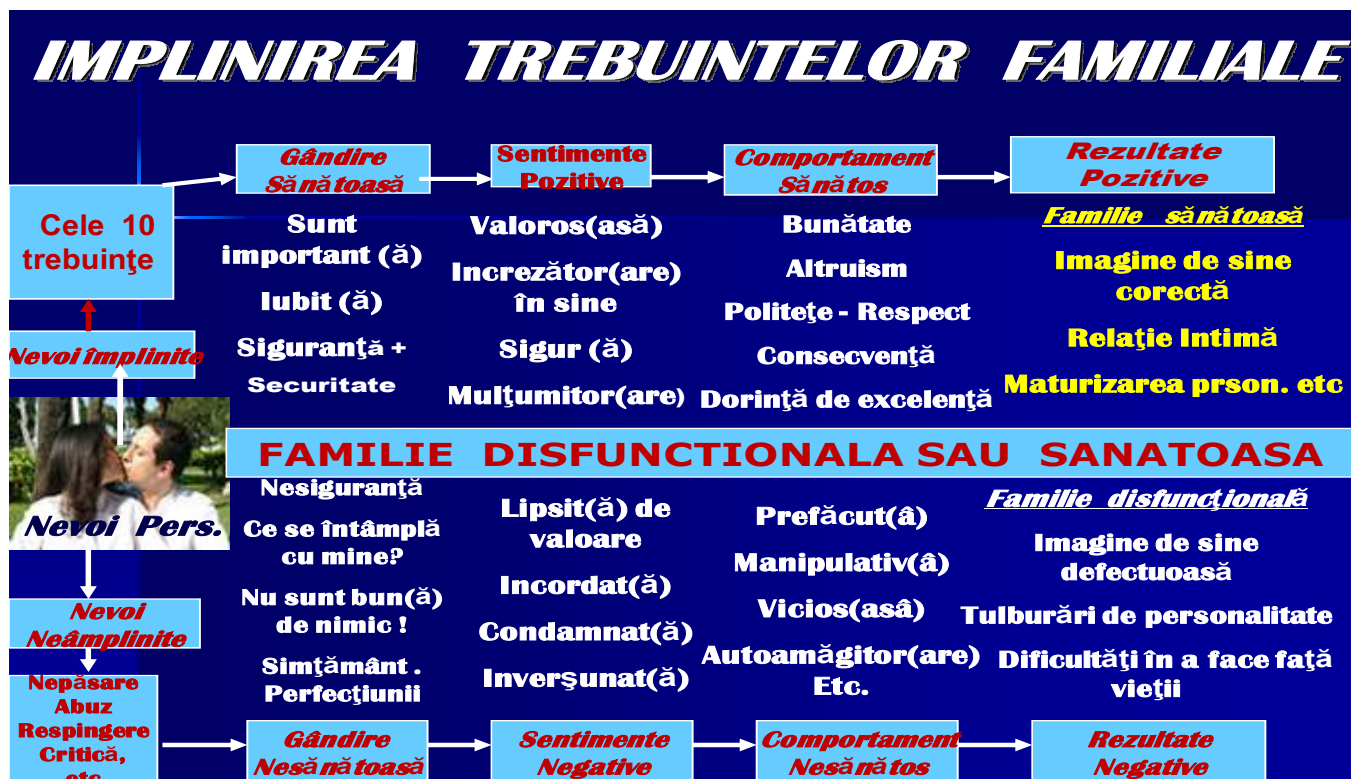 IMPLINIREA TREBUINTELOR FAMILIALE
Gândire
Sănătoasă
Sentimente
Pozitive
Comportament
Sănătos
Rezultate
Pozitive
Cele 10
trebuinţe
Nevoi împlinite
Sunt
important (ă)
Iubit (ă)
Siguranţă +
Securitate
Valoros(asă)
Increzător(are)
în sine
Sigur (ă)
Mulţumitor(are)
Bunătate
Altruism
Politeţe - Respect
Consecvenţă
Dorinţă de excelenţă
Familie sănătoasă
Imagine de sine
corectă
Relaţie Intimă
Maturizarea prson. etc
FAMILIE DISFUNCTIONALA SAU SANATOASA
Nevoi Pers.
Nevoi
Neâmplinite
Nepăsare
Abuz
Respingere
Critică,
etc
Nesiguranţă
Ce se întâmplă
cu mine?
Nu sunt bun(ă)
de nimic !
Simţământ .
Perfecţiunii
Lipsit(ă) de
valoare
Incordat(ă)
Condamnat(ă)
Inverşunat(ă)
Prefăcut(â)
Manipulativ(â)
Vicios(asâ)
Autoamăgitor(are)
Etc.
Familie disfuncţională
Imagine de sine
defectuoasă
Tulburări de personalitate
Dificultăţi în a face faţă
vieţii
Gândire
Nesănătoasă
Sentimente
Negative
Comportament
Nesănătos
Rezultate
Negative